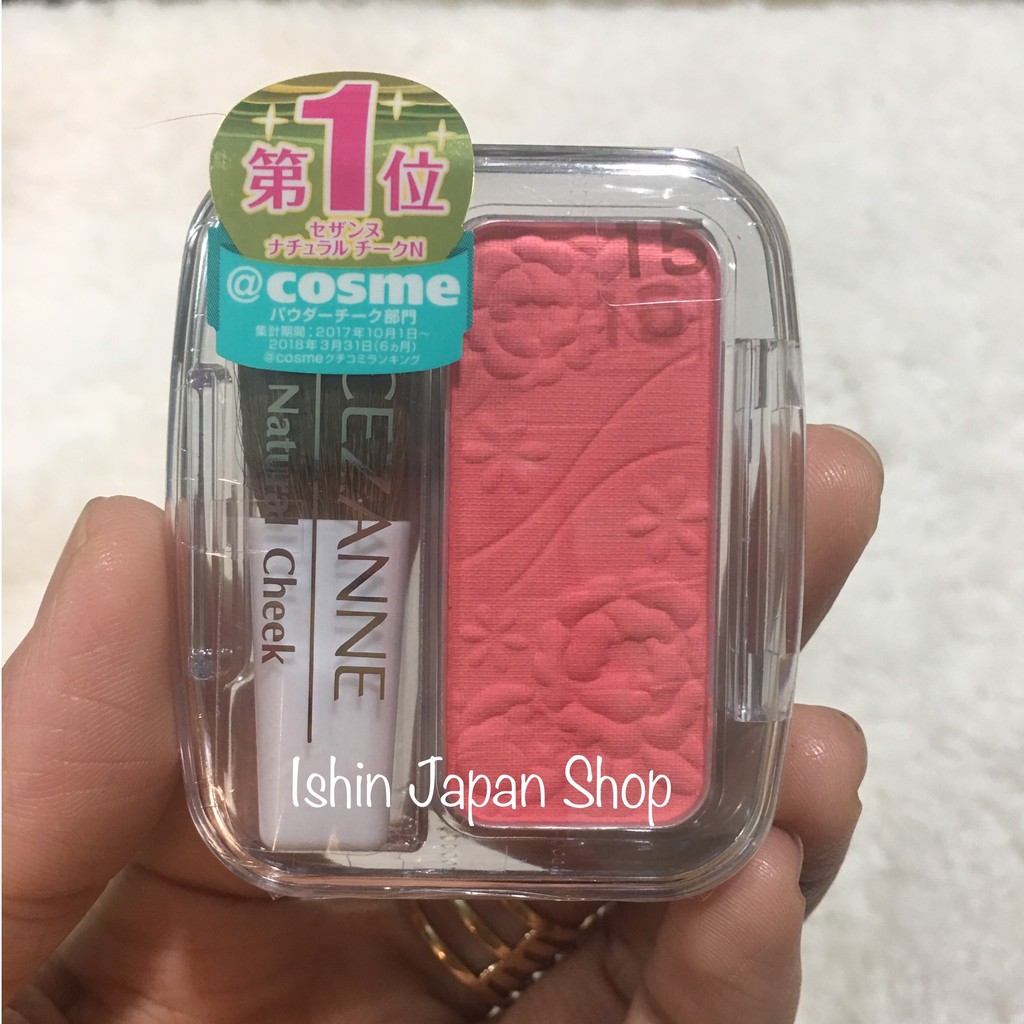 第1位
セザンヌ
ナチュラル チークN
@cosme
パウダーチーク部門
集計期間:2017年10月1日～
2018年3月31日(6ヵ月)
@cosmeクチコミランキング
15
CEZANNE
Natural Cheek
Ishin Japan Shop